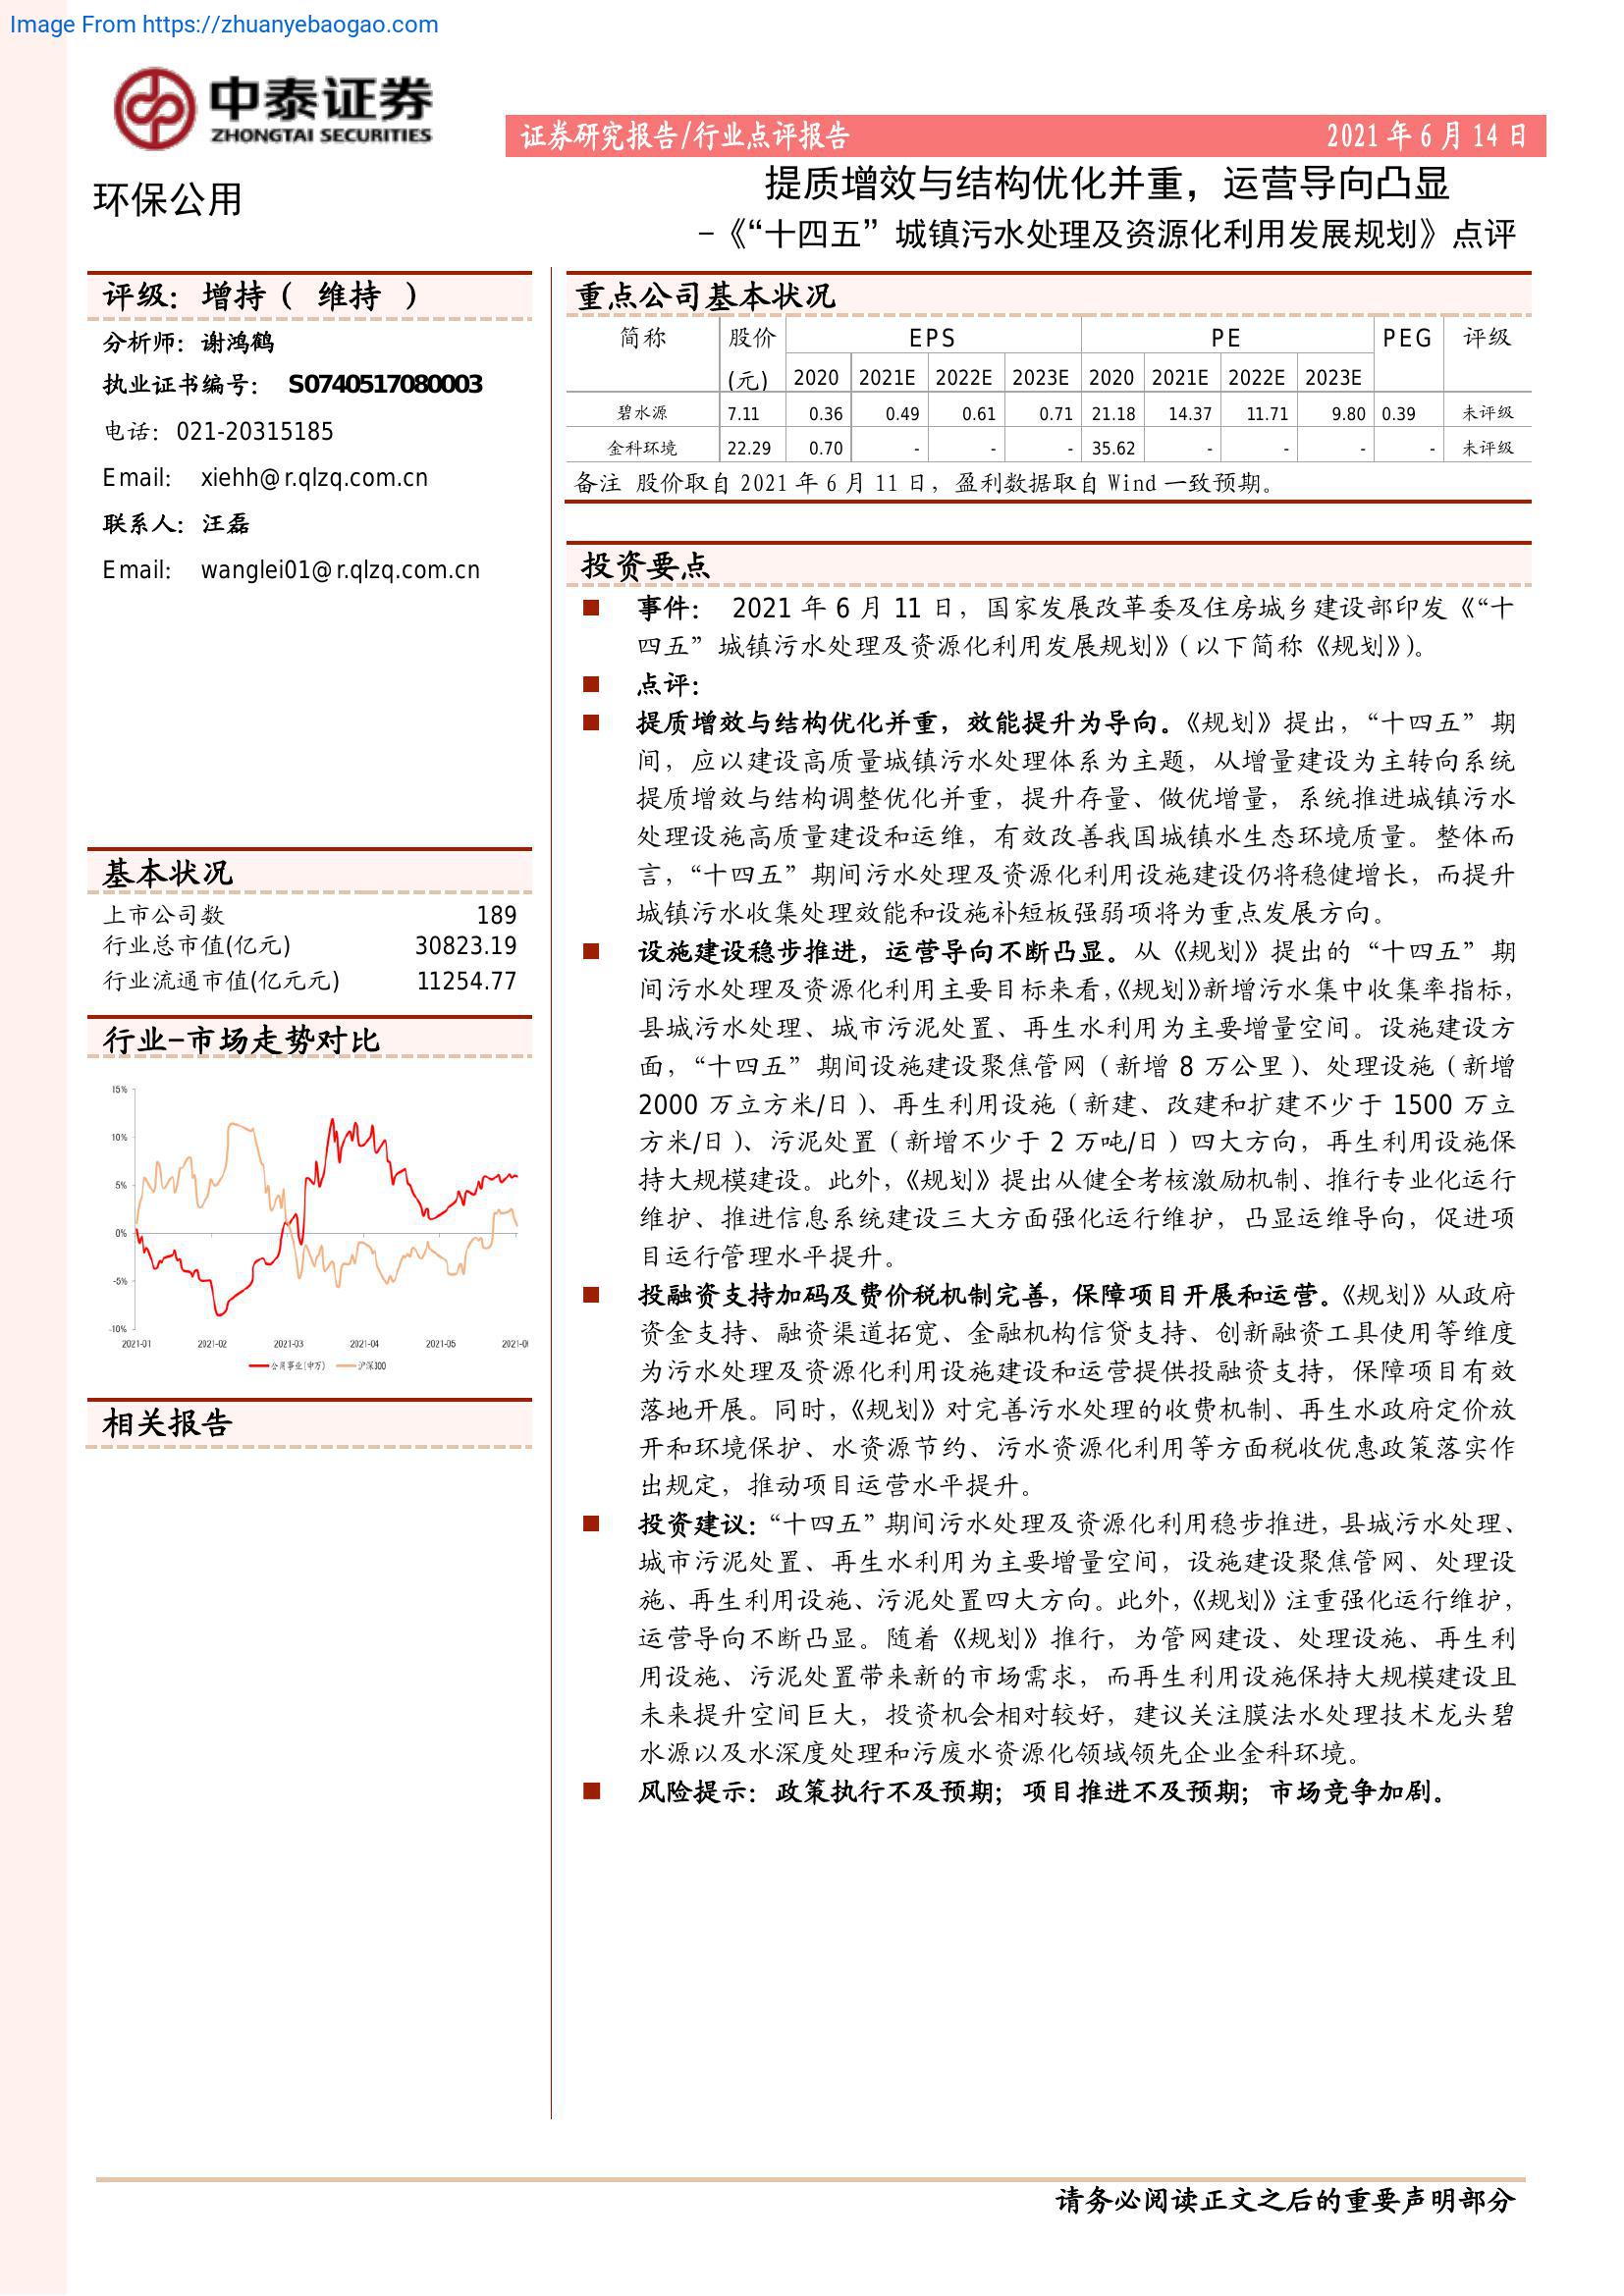 Image From https://zhuanyebaogao.com
中泰证券
ZHONGTAI SECURITIES
证券研究报告/行业点评报告 2021 年 6 月 14 日
环保公用
提质增效与结构优化并重，运营导向凸显
-《“十四五”城镇污水处理及资源化利用发展规划》点评
评级：增持（ 维持 ）
分析师：谢鸿鹤
执业证书编号： S0740517080003
电话：021-20315185
Email: xiehh@r.qlzq.com.cn
联系人：汪磊
Email: wanglei01@r.qlzq.com.cn
基本状况
上市公司数 189
行业总市值(亿元) 30823.19
行业流通市值(亿元元) 11254.77
行业-市场走势对比
15%
10%
5%
0%
-5%
-10%
2021-01 2021-02 2021-03 2021-04 2021-05 2021-0
公用事业(申万) 沪深300
相关报告
重点公司基本状况
简称 股价 EPS PE PEG 评级
(元) 2020 2021E 2022E 2023E 2020 2021E 2022E 2023E
碧水源 7.11 0.36 0.49 0.61 0.71 21.18 14.37 11.71 9.80 0.39 未评级
金科环境 22.29 0.70 - - - 35.62 - - - - 未评级
备注 股价取自 2021 年 6 月 11 日，盈利数据取自 Wind 一致预期。
投资要点
■ 事件： 2021 年 6 月 11 日，国家发展改革委及住房城乡建设部印发《“十
四五”城镇污水处理及资源化利用发展规划》（以下简称《规划》）。
■ 点评：
■ 提质增效与结构优化并重，效能提升为导向。《规划》提出，“十四五”期
间，应以建设高质量城镇污水处理体系为主题，从增量建设为主转向系统
提质增效与结构调整优化并重，提升存量、做优增量，系统推进城镇污水
处理设施高质量建设和运维，有效改善我国城镇水生态环境质量。整体而
言，“十四五”期间污水处理及资源化利用设施建设仍将稳健增长，而提升
城镇污水收集处理效能和设施补短板强弱项将为重点发展方向。
■ 设施建设稳步推进，运营导向不断凸显。从《规划》提出的“十四五”期
间污水处理及资源化利用主要目标来看，《规划》新增污水集中收集率指标，
县城污水处理、城市污泥处置、再生水利用为主要增量空间。设施建设方
面，“十四五”期间设施建设聚焦管网（新增 8 万公里）、处理设施（新增
2000 万立方米/日）、再生利用设施（新建、改建和扩建不少于 1500 万立
方米/日）、污泥处置（新增不少于 2 万吨/日）四大方向，再生利用设施保
持大规模建设。此外，《规划》提出从健全考核激励机制、推行专业化运行
维护、推进信息系统建设三大方面强化运行维护，凸显运维导向，促进项
目运行管理水平提升。
■ 投融资支持加码及费价税机制完善，保障项目开展和运营。《规划》从政府
资金支持、融资渠道拓宽、金融机构信贷支持、创新融资工具使用等维度
为污水处理及资源化利用设施建设和运营提供投融资支持，保障项目有效
落地开展。同时，《规划》对完善污水处理的收费机制、再生水政府定价放
开和环境保护、水资源节约、污水资源化利用等方面税收优惠政策落实作
出规定，推动项目运营水平提升。
■ 投资建议：“十四五”期间污水处理及资源化利用稳步推进，县城污水处理、
城市污泥处置、再生水利用为主要增量空间，设施建设聚焦管网、处理设
施、再生利用设施、污泥处置四大方向。此外，《规划》注重强化运行维护，
运营导向不断凸显。随着《规划》推行，为管网建设、处理设施、再生利
用设施、污泥处置带来新的市场需求，而再生利用设施保持大规模建设且
未来提升空间巨大，投资机会相对较好，建议关注膜法水处理技术龙头碧
水源以及水深度处理和污废水资源化领域领先企业金科环境。
■ 风险提示：政策执行不及预期；项目推进不及预期；市场竞争加剧。
请务必阅读正文之后的重要声明部分